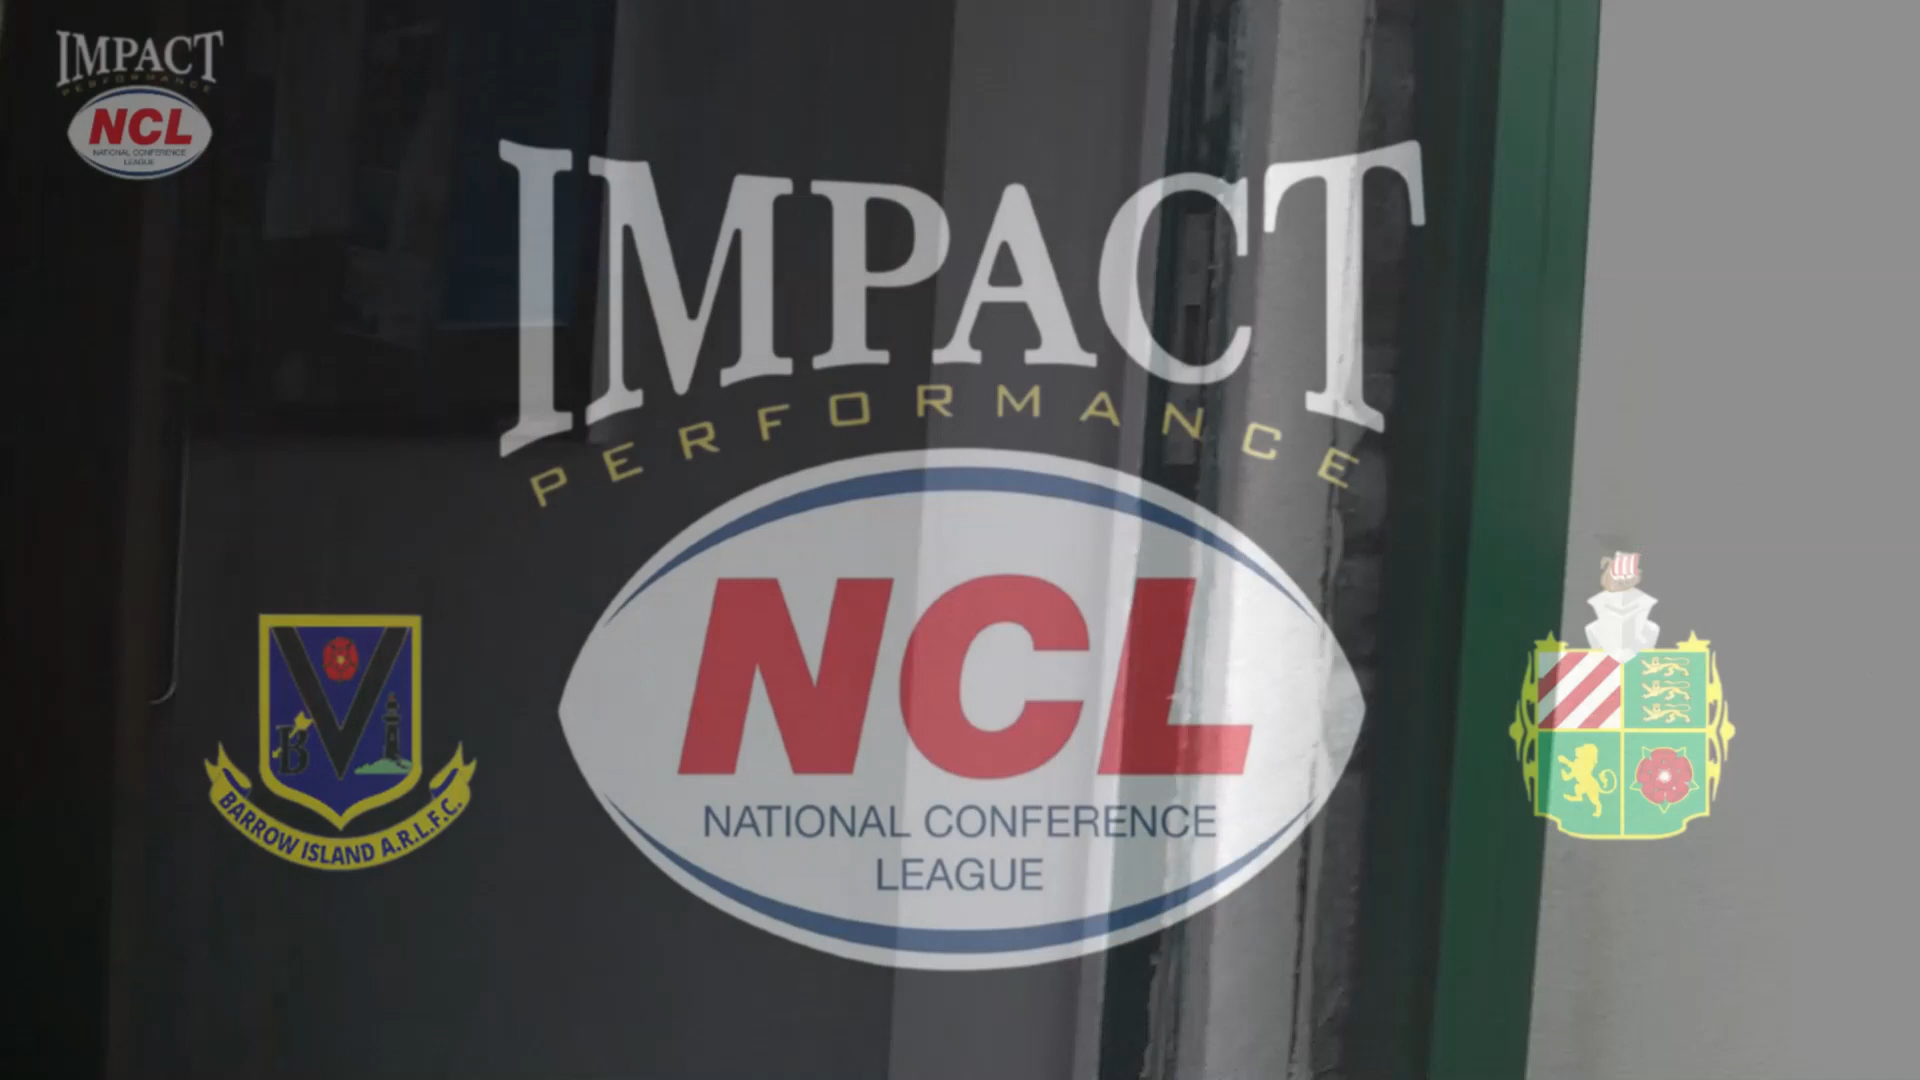 IMPACT
PERFORMANCE
NCL
NATIONAL CONFERENCE
LEAGUE
IMPACT
PERFORMANCE
NCL
NATIONAL CONFERENCE
LEAGUE
B V
BARROW ISLAND A.R.L.F.C.